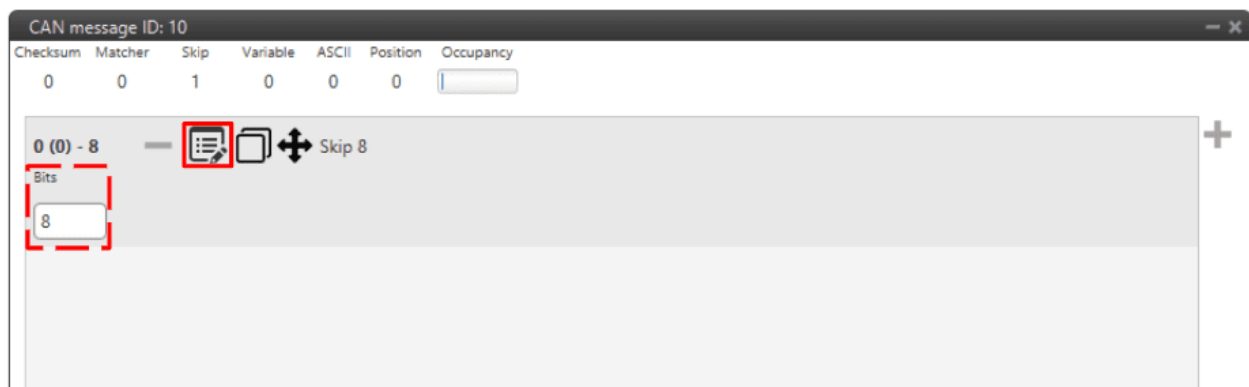 CAN message ID: 10
Checksum Matcher Skip Variable ASCII Position Occupancy
0 0 1 0 0 0
0 (0) - 8 Skip 8
Bits
8